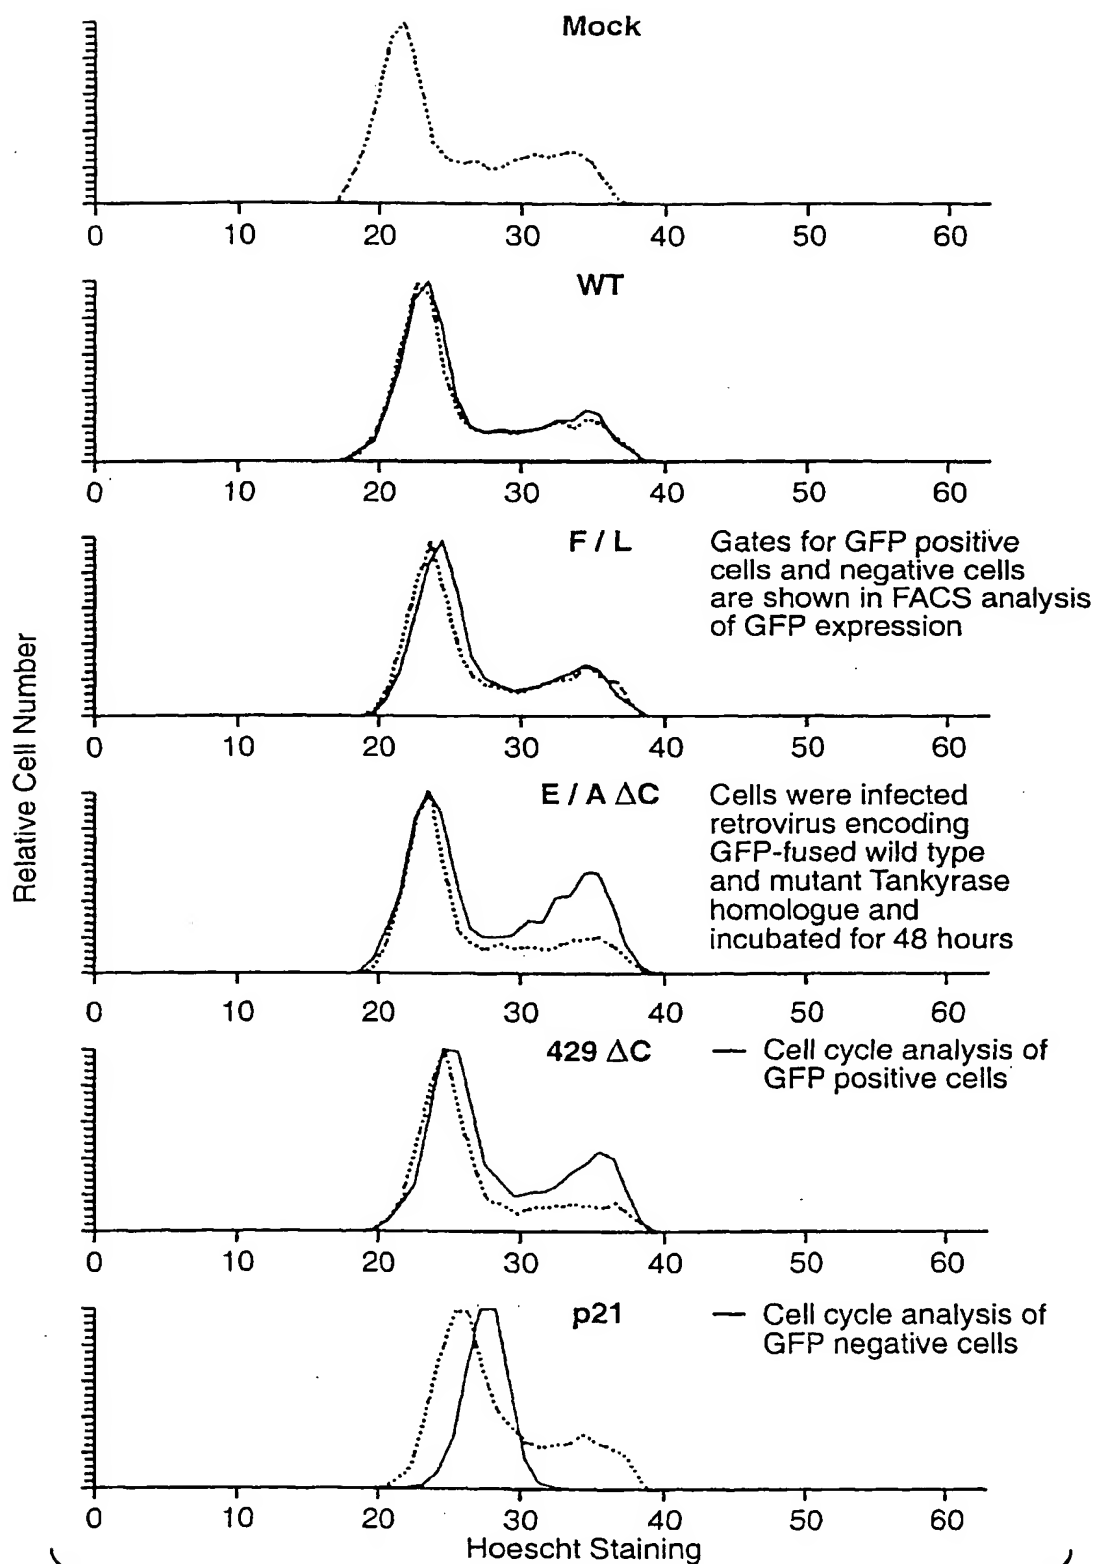 Mock
0 10 20 30 40 50 60
WT
0 10 20 30 40 50 60
F / L
Gates for GFP positive
cells and negative cells
are shown in FACS analysis
of GFP expression
0 10 20 30 40 50 60
Relative Cell Number
E / A ΔC
Cells were infected
retrovirus encoding
GFP-fused wild type
and mutant Tankyrase
homologue and
incubated for 48 hours
0 10 20 30 40 50 60
429 ΔC
— Cell cycle analysis of
GFP positive cells
0 10 20 30 40 50 60
p21
— Cell cycle analysis of
GFP negative cells
0 10 20 30 40 50 60
Hoescht Staining